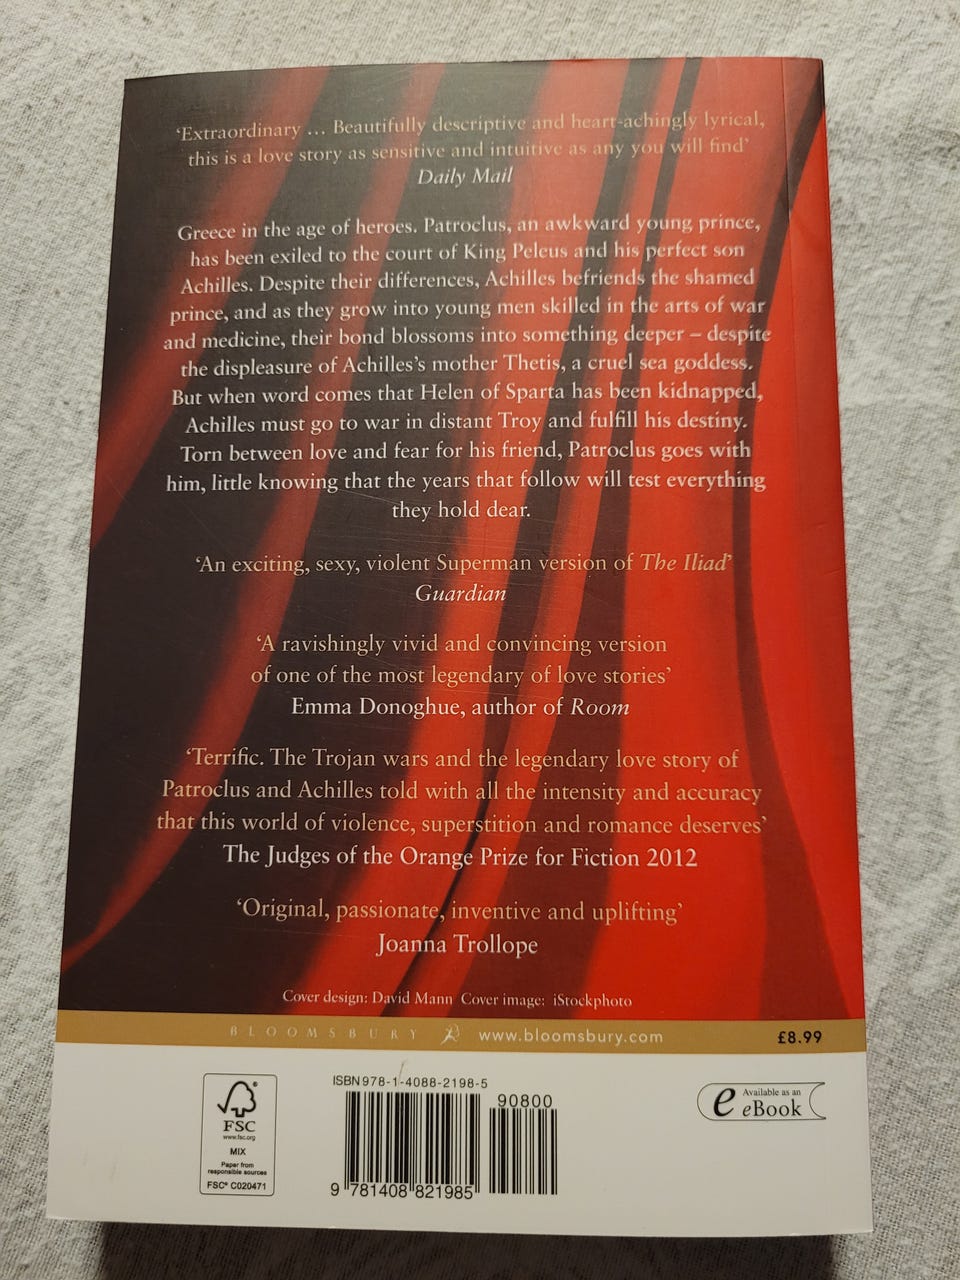 ‘Extraordinary ... Beautifully descriptive and heart-achingly lyrical,
this is a love story as sensitive and intuitive as any you will find’
Daily Mail
Greece in the age of heroes. Patroclus, an awkward young prince,
has been exiled to the court of King Peleus and his perfect son
Achilles. Despite their differences, Achilles befriends the shamed
prince, and as they grow into young men skilled in the arts of war
and medicine, their bond blossoms into something deeper – despite
the displeasure of Achilles’s mother Thetis, a cruel sea goddess.
But when word comes that Helen of Sparta has been kidnapped,
Achilles must go to war in distant Troy and fulfill his destiny.
Torn between love and fear for his friend, Patroclus goes with
him, little knowing that the years that follow will test everything
they hold dear.
‘An exciting, sexy, violent Superman version of The Iliad’
Guardian
‘A ravishingly vivid and convincing version
of one of the most legendary of love stories’
Emma Donoghue, author of Room
‘Terrific. The Trojan wars and the legendary love story of
Patroclus and Achilles told with all the intensity and accuracy
that this world of violence, superstition and romance deserves’
The Judges of the Orange Prize for Fiction 2012
‘Original, passionate, inventive and uplifting’
Joanna Trollope
Cover design: David Mann Cover image: iStockphoto
BLOOMSBURY www.bloomsbury.com £8.99
FSC
www.fsc.org
MIX
Paper from
responsible sources
FSC® C020471
ISBN 978-1-4088-2198-5
90800
9 781408 821985
e Available as an
eBook